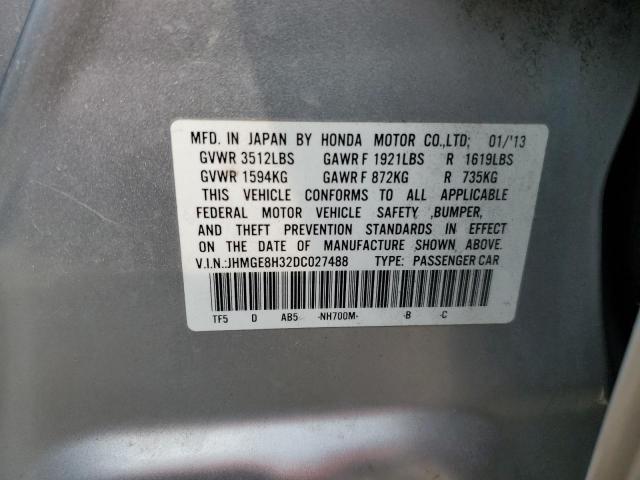 MFD. IN JAPAN BY HONDA MOTOR CO.,LTD; 01/'13
GVWR 3512LBS GAWR F 1921LBS R 1619LBS
GVWR 1594KG GAWR F 872KG R 735KG
THIS VEHICLE CONFORMS TO ALL APPLICABLE
FEDERAL MOTOR VEHICLE SAFETY ,BUMPER,
AND THEFT PREVENTION STANDARDS IN EFFECT
ON THE DATE OF MANUFACTURE SHOWN ABOVE.
V.I.N.:JHMGE8H32DC027488 TYPE: PASSENGER CAR
TF5 D AB5 -NH700M- -B -C